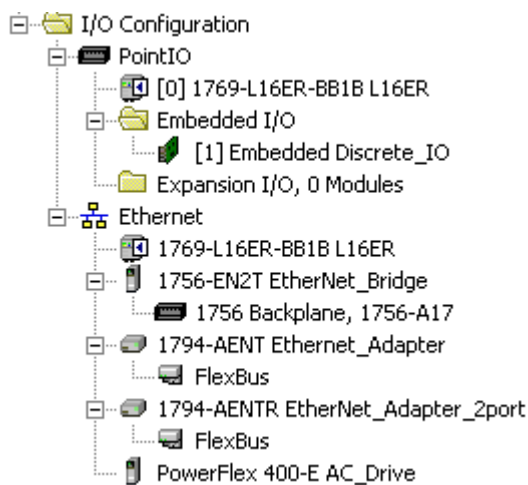 I/O Configuration
PointIO
[0] 1769-L16ER-BB1B L16ER
Embedded I/O
[1] Embedded Discrete_IO
Expansion I/O, 0 Modules
Ethernet
1769-L16ER-BB1B L16ER
1756-EN2T EtherNet_Bridge
1756 Backplane, 1756-A17
1794-AENT Ethernet_Adapter
FlexBus
1794-AENTR EtherNet_Adapter_2port
FlexBus
PowerFlex 400-E AC_Drive